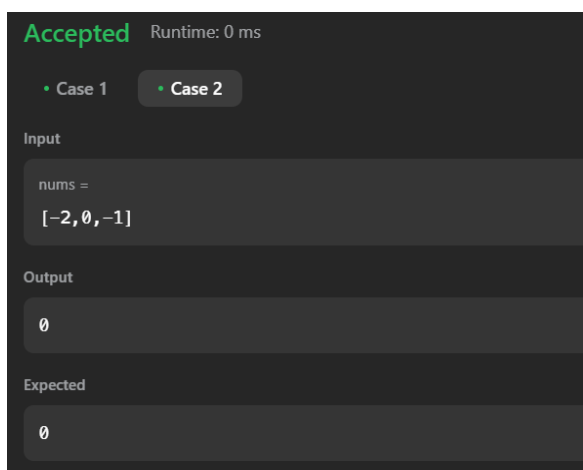 Accepted Runtime: 0 ms
• Case 1 • Case 2
Input
nums =
[-2,0,-1]
Output
0
Expected
0